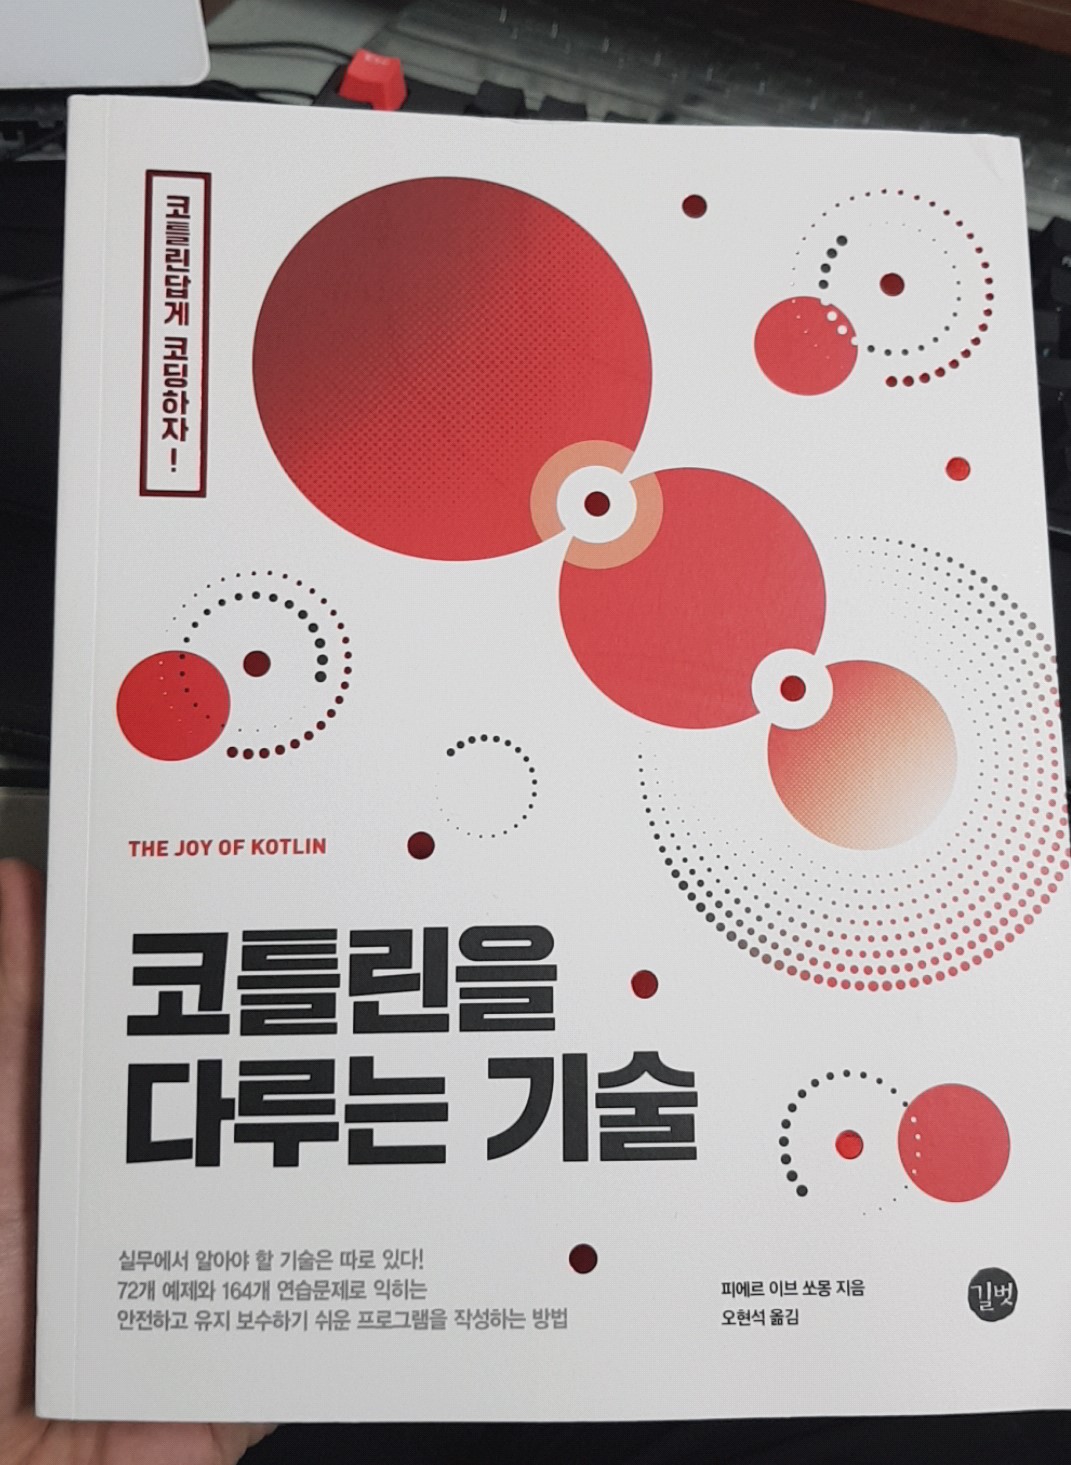 코틀린답게 코딩하자!
THE JOY OF KOTLIN
코틀린을
다루는 기술
실무에서 알아야 할 기술은 따로 있다!
72개 예제와 164개 연습문제로 익히는
안전하고 유지 보수하기 쉬운 프로그램을 작성하는 방법
피에르 이브 쏘몽 지음
오현석 옮김
길벗